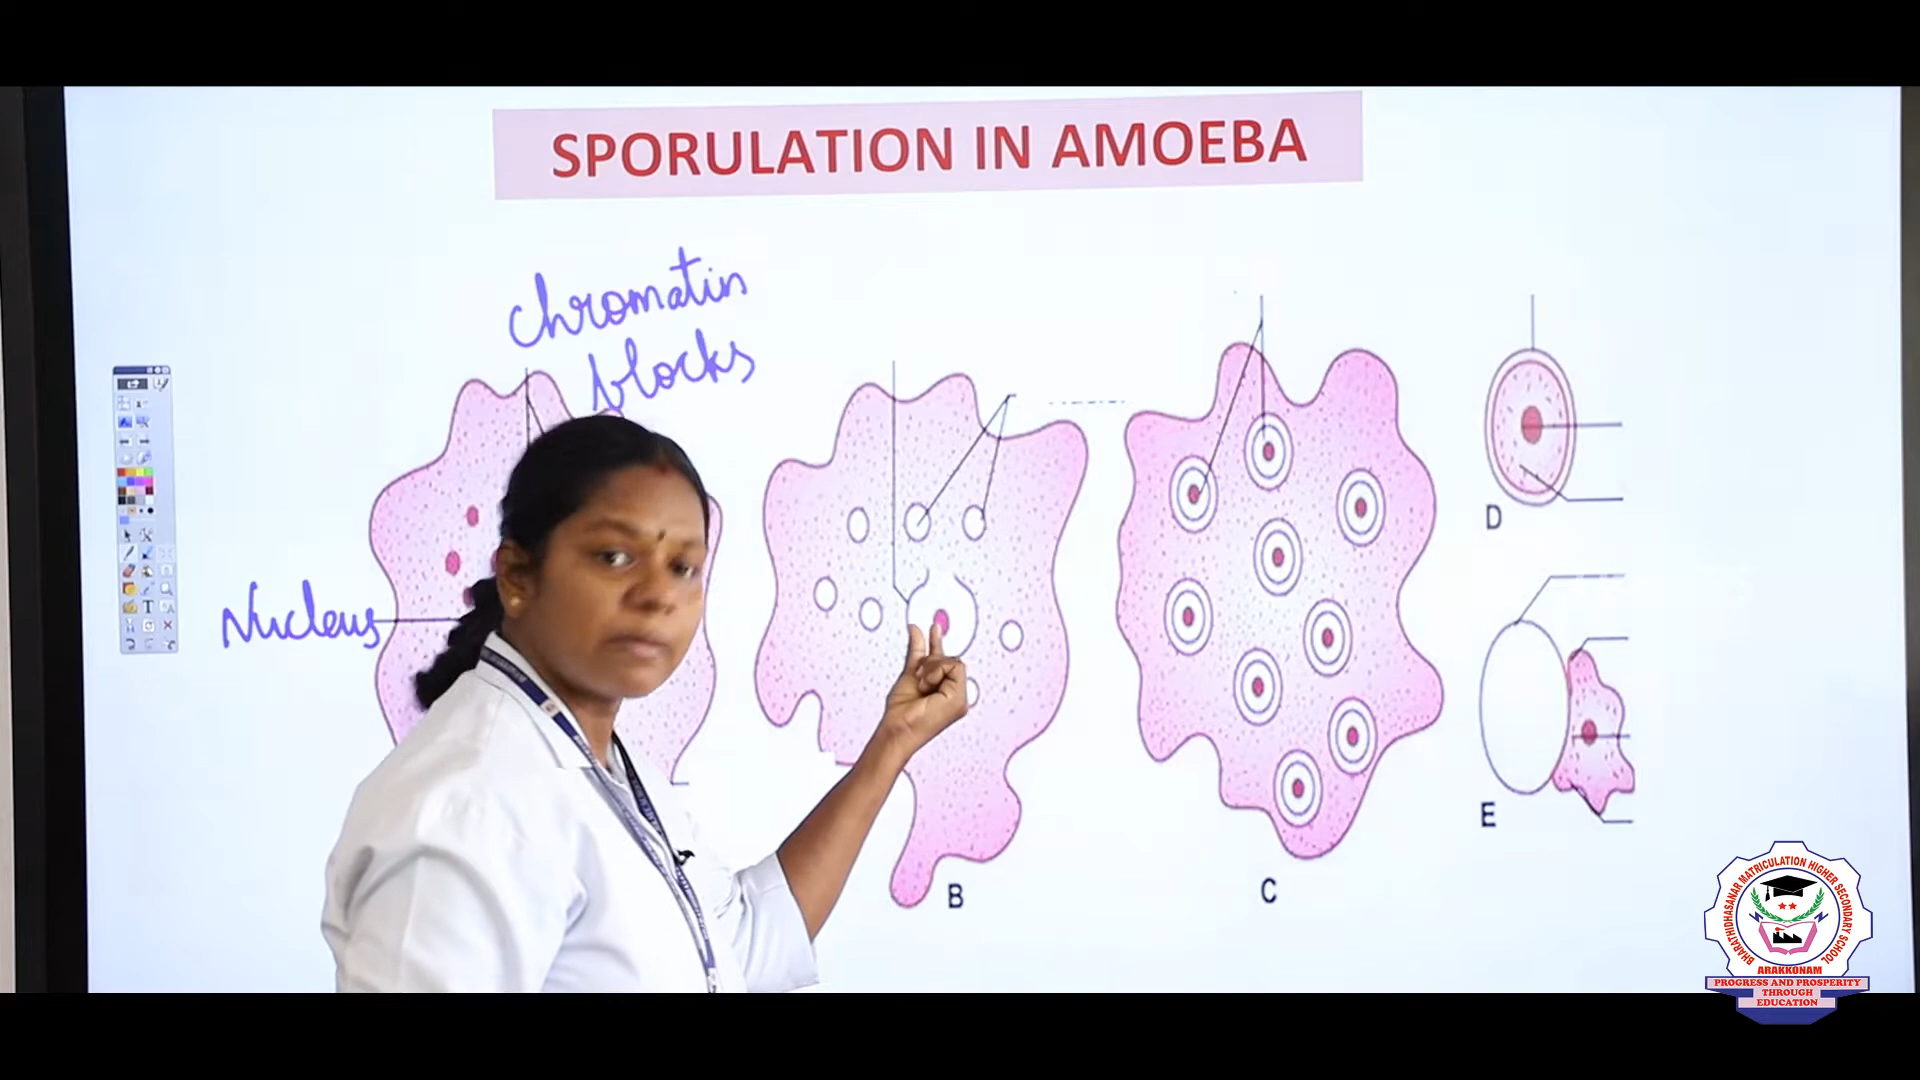 SPORULATION IN AMOEBA
chromatin
blocks
Nucleus
B
C
D
E
BHARATHIDHASANAR MATRICULATION HIGHER SECONDARY SCHOOL
ARAKKONAM
PROGRESS AND PROSPERITY
THROUGH
EDUCATION